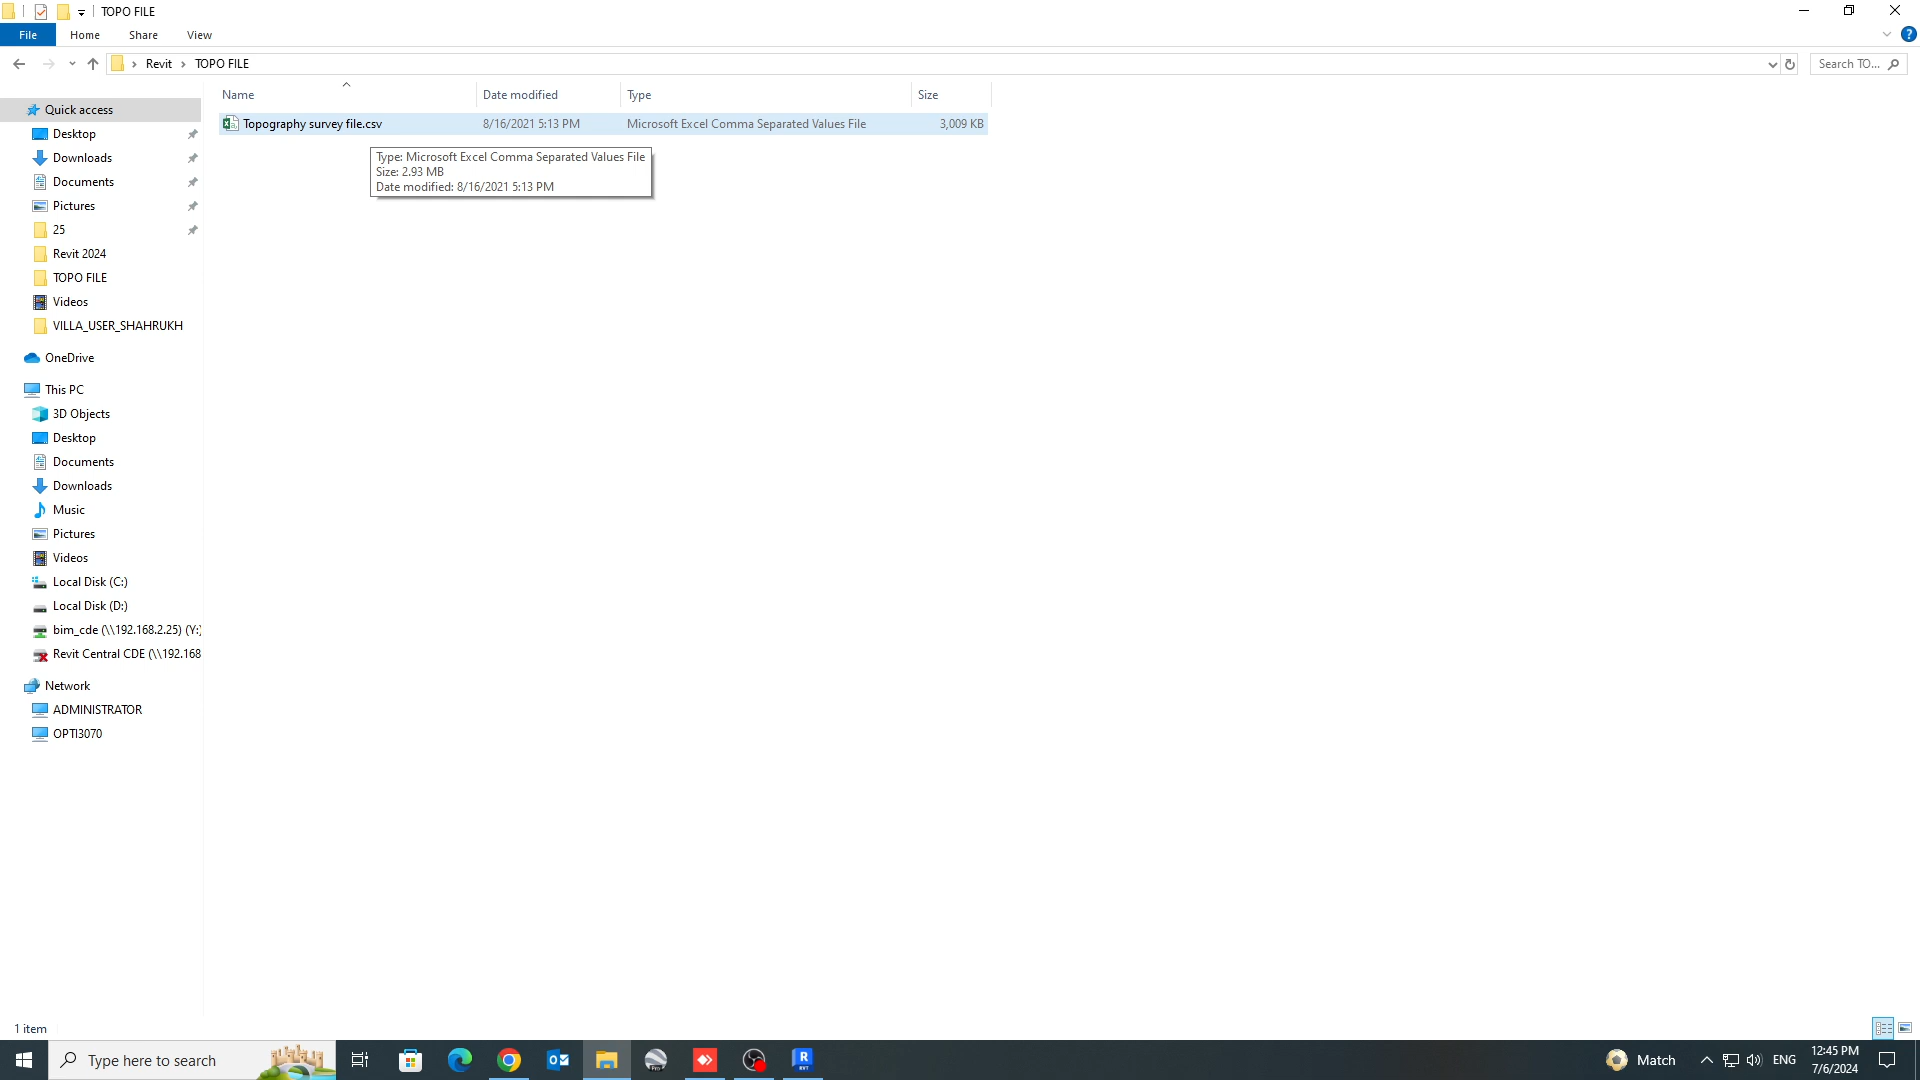 TOPO FILE
File Home Share View
Revit TOPO FILE
Search TO...
Name Date modified Type Size
Quick access
Topography survey file.csv 8/16/2021 5:13 PM Microsoft Excel Comma Separated Values File 3,009 KB
Type: Microsoft Excel Comma Separated Values File
Size: 2.93 MB
Date modified: 8/16/2021 5:13 PM
Desktop
Downloads
Documents
Pictures
25
Revit 2024
TOPO FILE
Videos
VILLA_USER_SHAHRUKH
OneDrive
This PC
3D Objects
Desktop
Documents
Downloads
Music
Pictures
Videos
Local Disk (C:)
Local Disk (D:)
bim_cde (\\192.168.2.25) (Y:)
Revit Central CDE (\\192.168
Network
ADMINISTRATOR
OPTI3070
1 item
Type here to search
Match
ENG
12:45 PM
7/6/2024